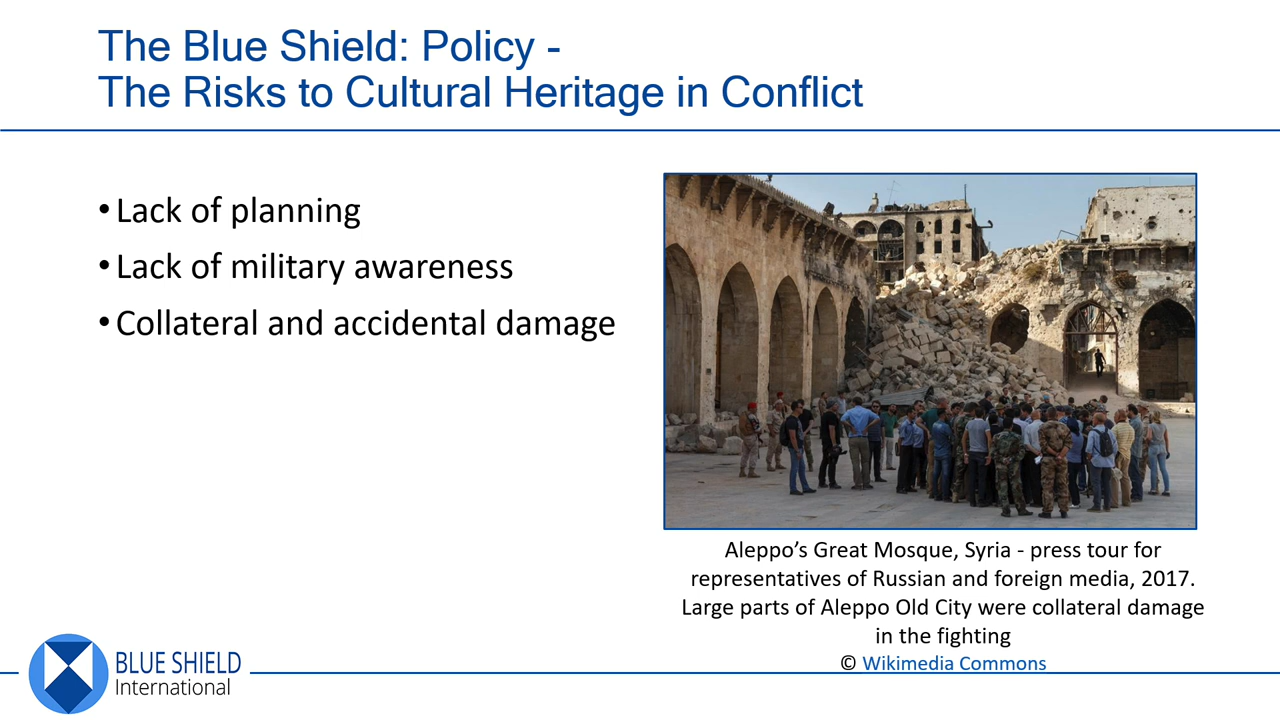 The Blue Shield: Policy -
The Risks to Cultural Heritage in Conflict
• Lack of planning
• Lack of military awareness
• Collateral and accidental damage
Aleppo’s Great Mosque, Syria - press tour for
representatives of Russian and foreign media, 2017.
Large parts of Aleppo Old City were collateral damage
in the fighting
© Wikimedia Commons
BLUE SHIELD
International